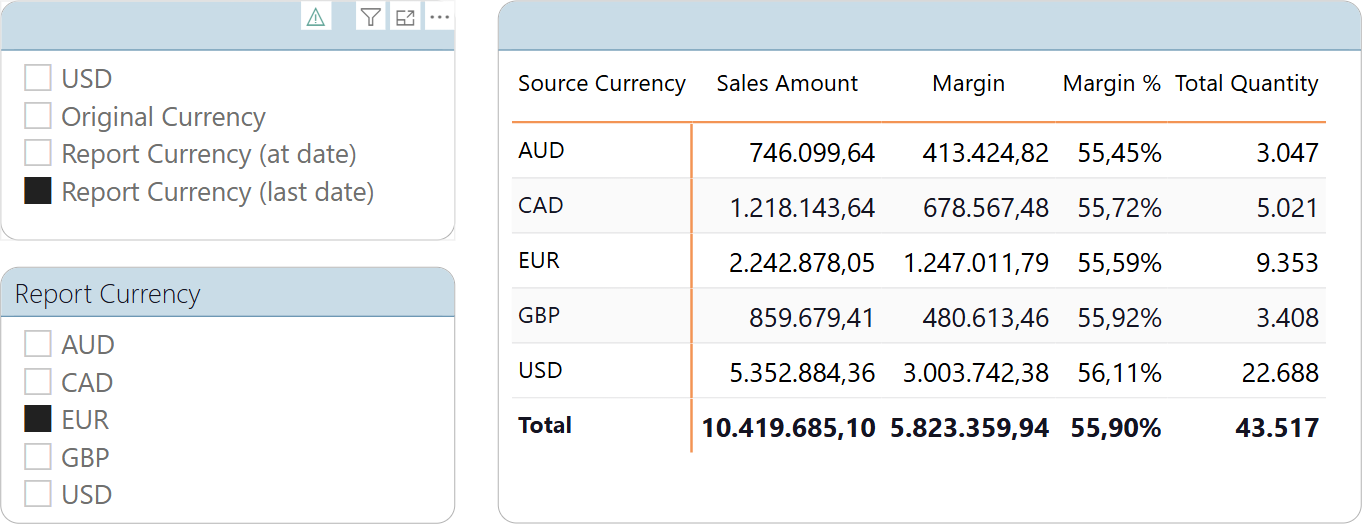 USD
Original Currency
Report Currency (at date)
Report Currency (last date)
Report Currency
AUD
CAD
EUR
GBP
USD
Source Currency Sales Amount Margin Margin % Total Quantity
AUD 746.099,64 413.424,82 55,45% 3.047
CAD 1.218.143,64 678.567,48 55,72% 5.021
EUR 2.242.878,05 1.247.011,79 55,59% 9.353
GBP 859.679,41 480.613,46 55,92% 3.408
USD 5.352.884,36 3.003.742,38 56,11% 22.688
Total 10.419.685,10 5.823.359,94 55,90% 43.517